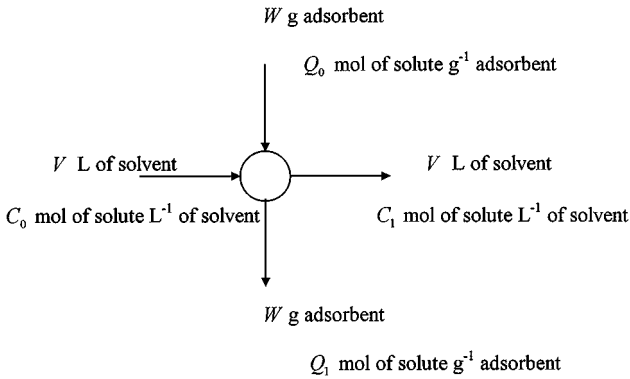 W g adsorbent
Q₀ mol of solute g⁻¹ adsorbent
V L of solvent
V L of solvent
C₀ mol of solute L⁻¹ of solvent
C₁ mol of solute L⁻¹ of solvent
W g adsorbent
Q₁ mol of solute g⁻¹ adsorbent